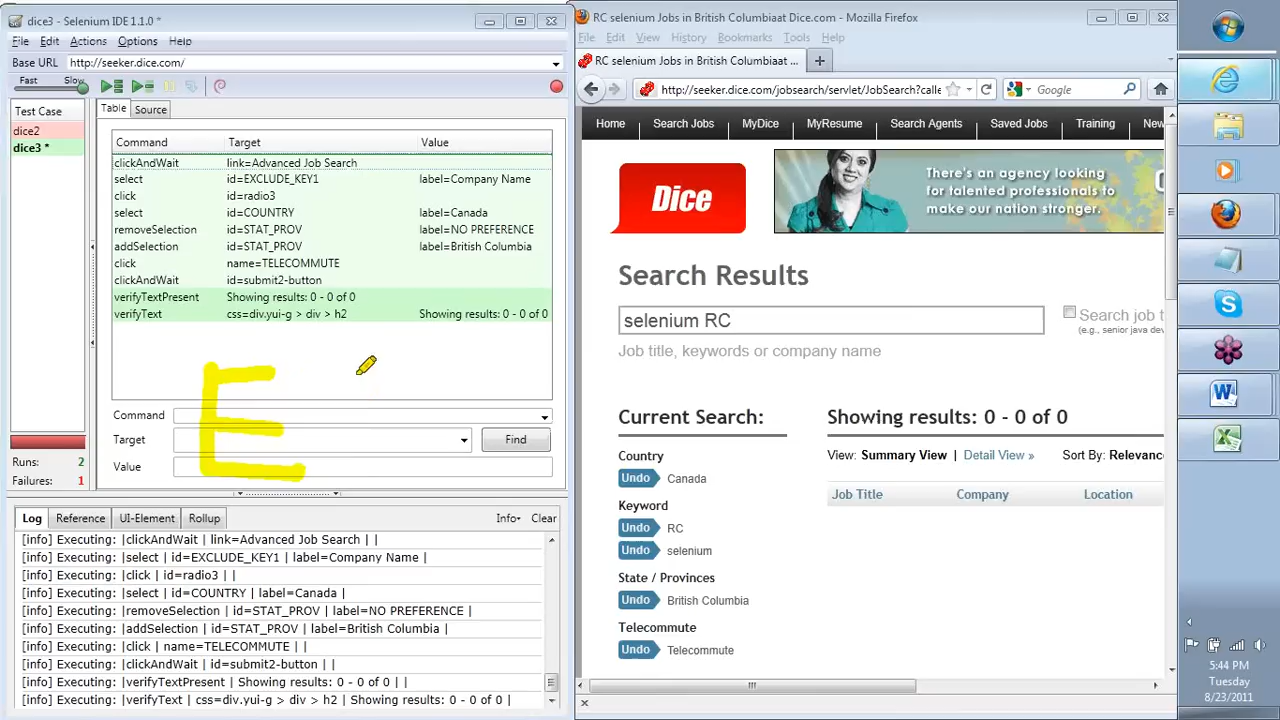 dice3 - Selenium IDE 1.1.0 *
File Edit Actions Options Help
Base URL http://seeker.dice.com/
Fast Slow
Test Case
dice2
dice3 *
Runs: 2
Failures: 1
Table Source
Command Target Value
clickAndWait link=Advanced Job Search
select id=EXCLUDE_KEY1 label=Company Name
click id=radio3
select id=COUNTRY label=Canada
removeSelection id=STAT_PROV label=NO PREFERENCE
addSelection id=STAT_PROV label=British Columbia
click name=TELECOMMUTE
clickAndWait id=submit2-button
verifyTextPresent Showing results: 0 - 0 of 0
verifyText css=div.yui-g > div > h2 Showing results: 0 - 0 of 0
E
Command
Target Find
Value
Log Reference UI-Element Rollup Info Clear
[info] Executing: |clickAndWait | link=Advanced Job Search | |
[info] Executing: |select | id=EXCLUDE_KEY1 | label=Company Name |
[info] Executing: |click | id=radio3 | |
[info] Executing: |select | id=COUNTRY | label=Canada |
[info] Executing: |removeSelection | id=STAT_PROV | label=NO PREFERENCE |
[info] Executing: |addSelection | id=STAT_PROV | label=British Columbia |
[info] Executing: |click | name=TELECOMMUTE | |
[info] Executing: |clickAndWait | id=submit2-button | |
[info] Executing: |verifyTextPresent | Showing results: 0 - 0 of 0 | |
[info] Executing: |verifyText | css=div.yui-g > div > h2 | Showing results: 0 - 0 of 0 |
RC selenium Jobs in British Columbiaat Dice.com - Mozilla Firefox
File Edit View History Bookmarks Tools Help
RC selenium Jobs in British Columbiaat Dice.com ...
http://seeker.dice.com/jobsearch/servlet/JobSearch?calle
Google
Home Search Jobs MyDice MyResume Search Agents Saved Jobs Training New
Dice
There's an agency looking
for talented professionals to
make our nation stronger.
Search Results
selenium RC
Search job t
(e.g., senior java dev
Job title, keywords or company name
Current Search:
Country
Undo Canada
Keyword
Undo RC
Undo selenium
State / Provinces
Undo British Columbia
Telecommute
Undo Telecommute
Showing results: 0 - 0 of 0
View: Summary View | Detail View » Sort By: Relevanc
Job Title Company Location
5:44 PM
Tuesday
8/23/2011